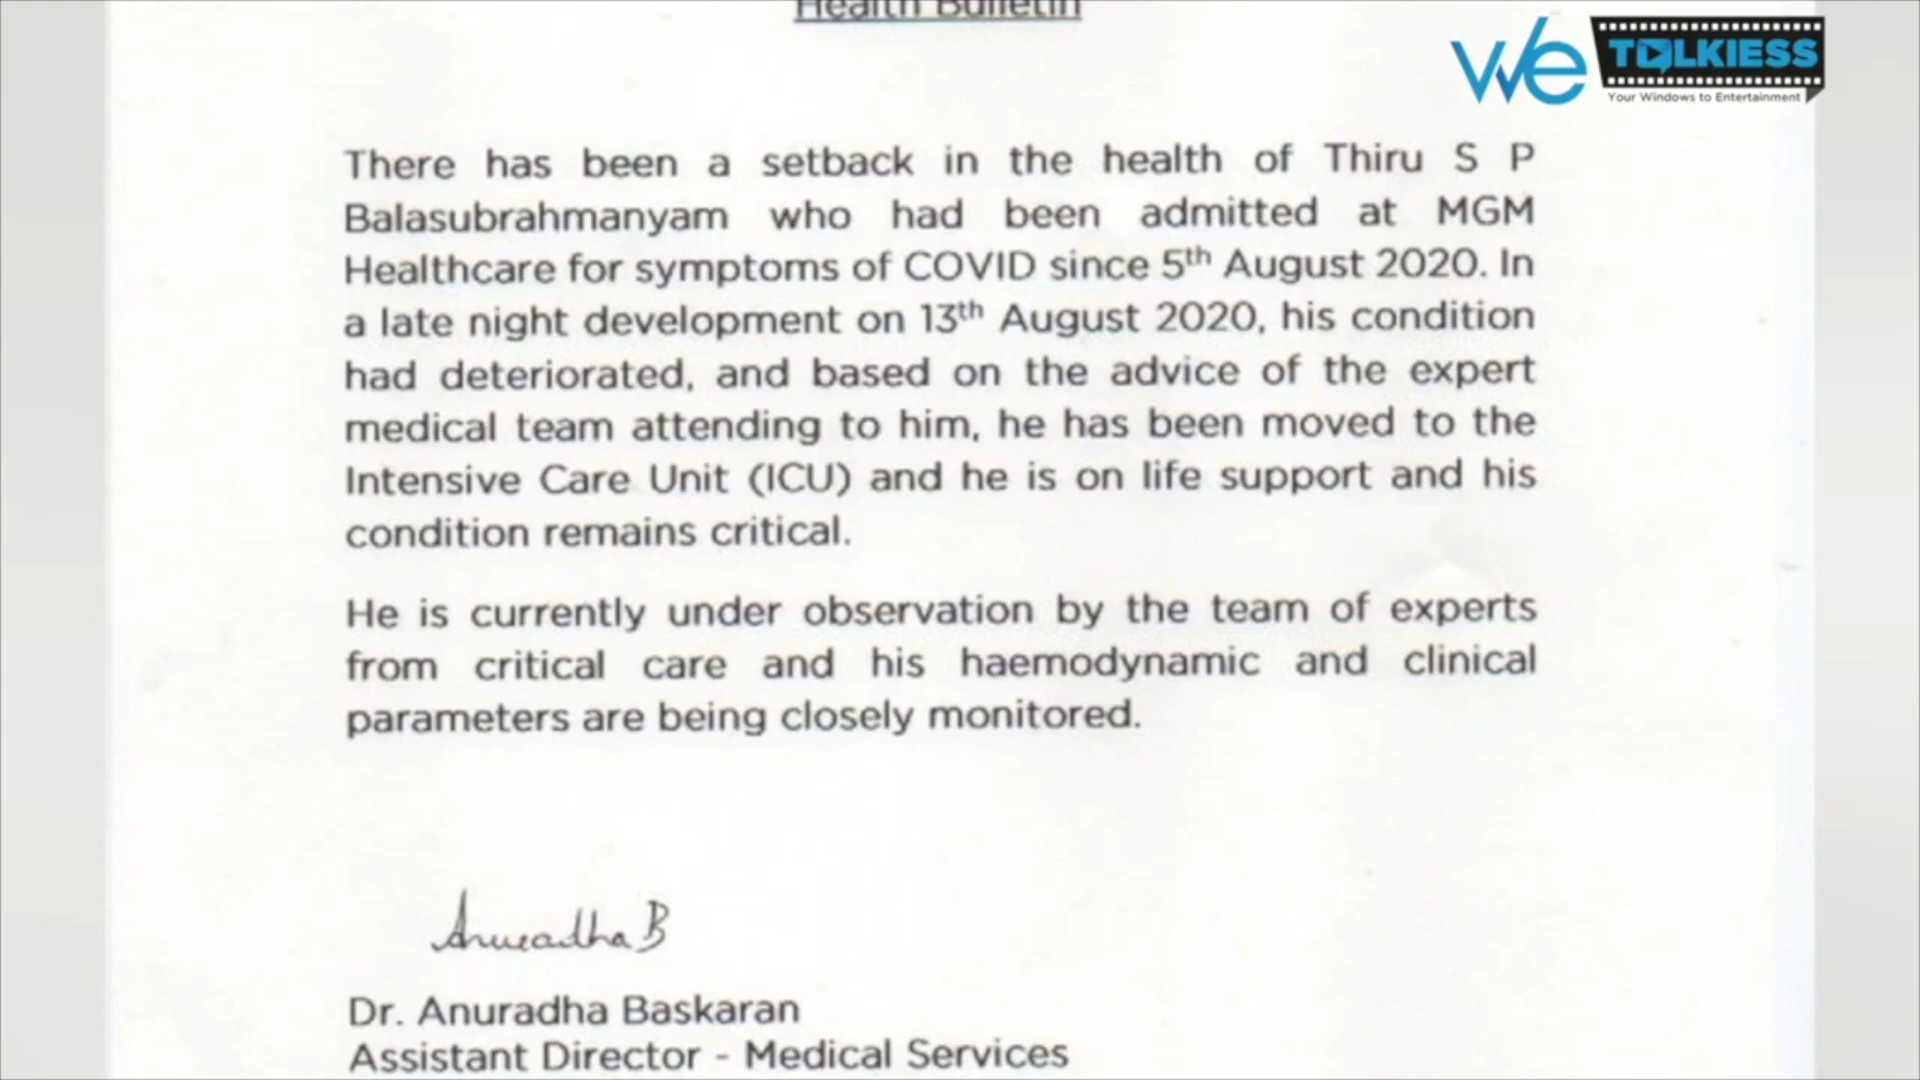 Health Bulletin
We TOLKIESS
Your Windows to Entertainment
There has been a setback in the health of Thiru S P
Balasubrahmanyam who had been admitted at MGM
Healthcare for symptoms of COVID since 5th August 2020. In
a late night development on 13th August 2020, his condition
had deteriorated, and based on the advice of the expert
medical team attending to him, he has been moved to the
Intensive Care Unit (ICU) and he is on life support and his
condition remains critical.
He is currently under observation by the team of experts
from critical care and his haemodynamic and clinical
parameters are being closely monitored.
Anuradha B
Dr. Anuradha Baskaran
Assistant Director - Medical Services